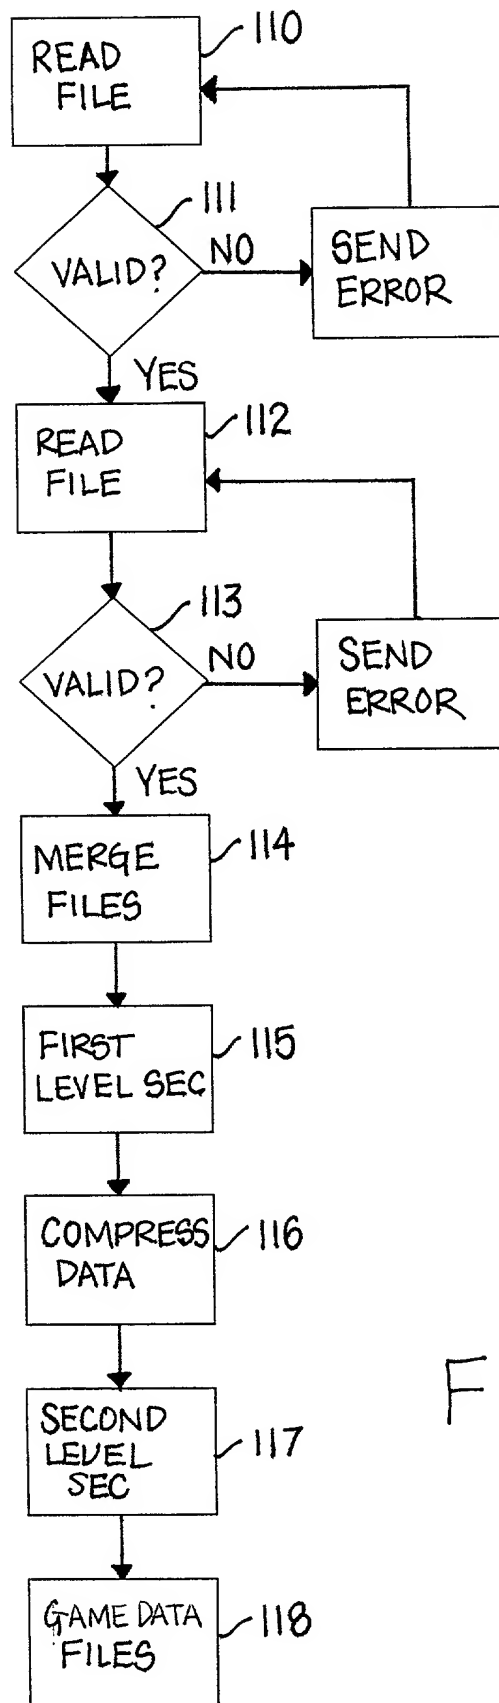 110
READ
FILE
111
VALID?
NO
SEND
ERROR
YES
112
READ
FILE
113
VALID?
NO
SEND
ERROR
YES
114
MERGE
FILES
115
FIRST
LEVEL SEC
116
COMPRESS
DATA
117
SECOND
LEVEL
SEC
F
118
GAME DATA
FILES